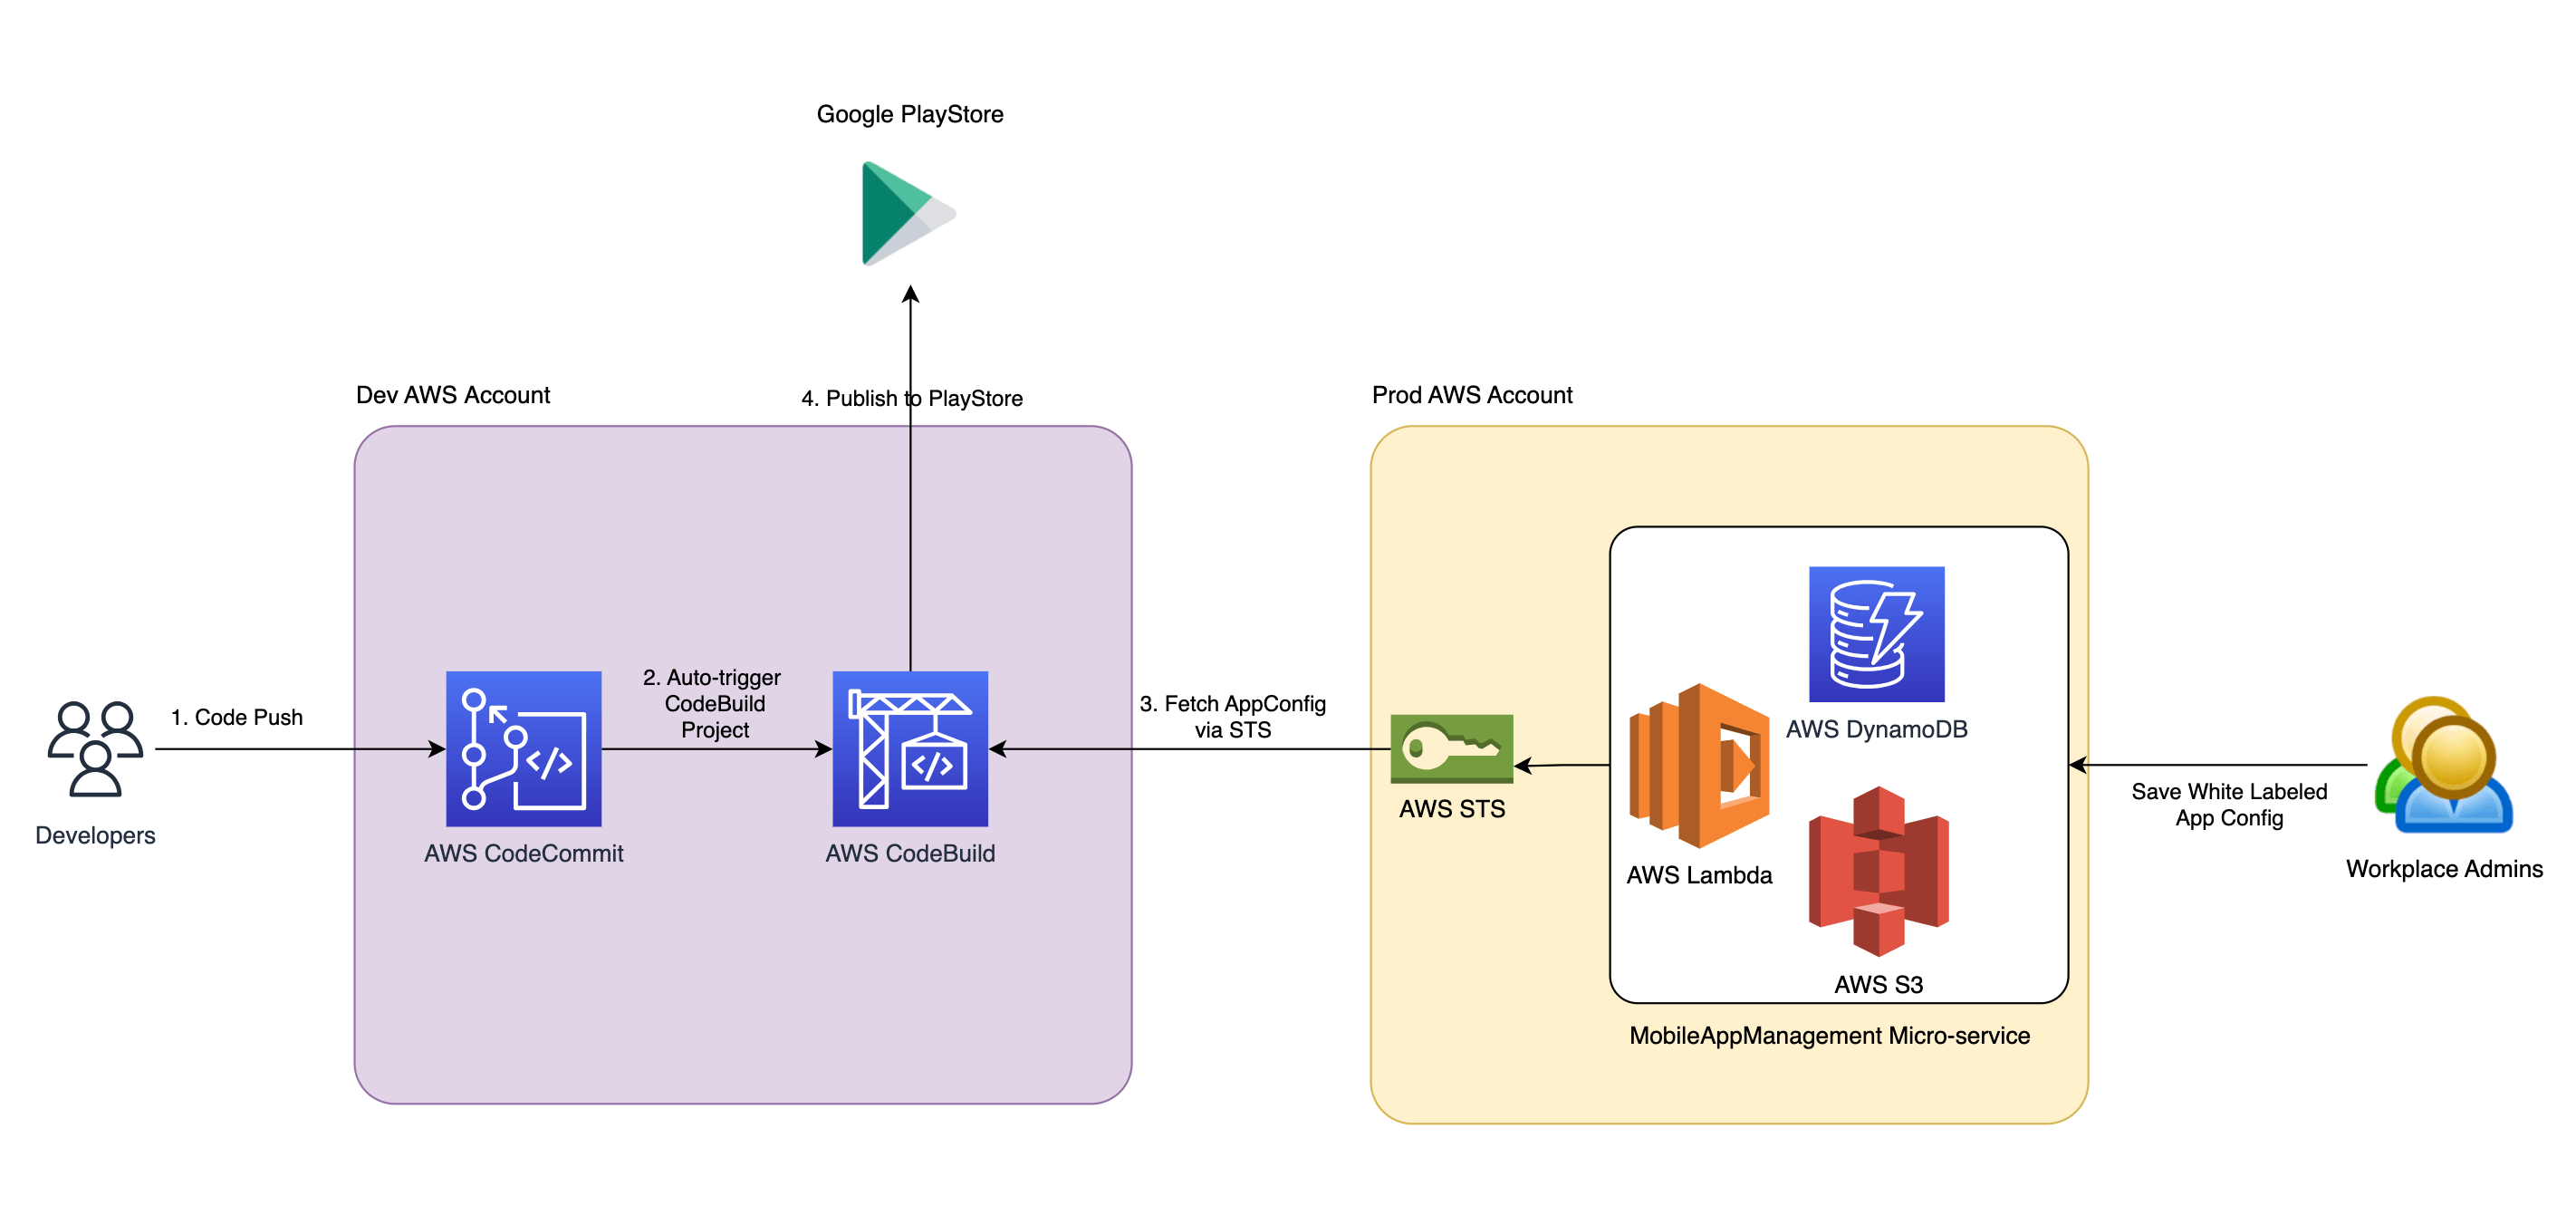 Google PlayStore
Dev AWS Account
4. Publish to PlayStore
Prod AWS Account
1. Code Push
2. Auto-trigger
CodeBuild
Project
3. Fetch AppConfig
via STS
AWS DynamoDB
Save White Labeled
App Config
Developers
AWS CodeCommit
AWS CodeBuild
AWS STS
AWS Lambda
Workplace Admins
AWS S3
MobileAppManagement Micro-service